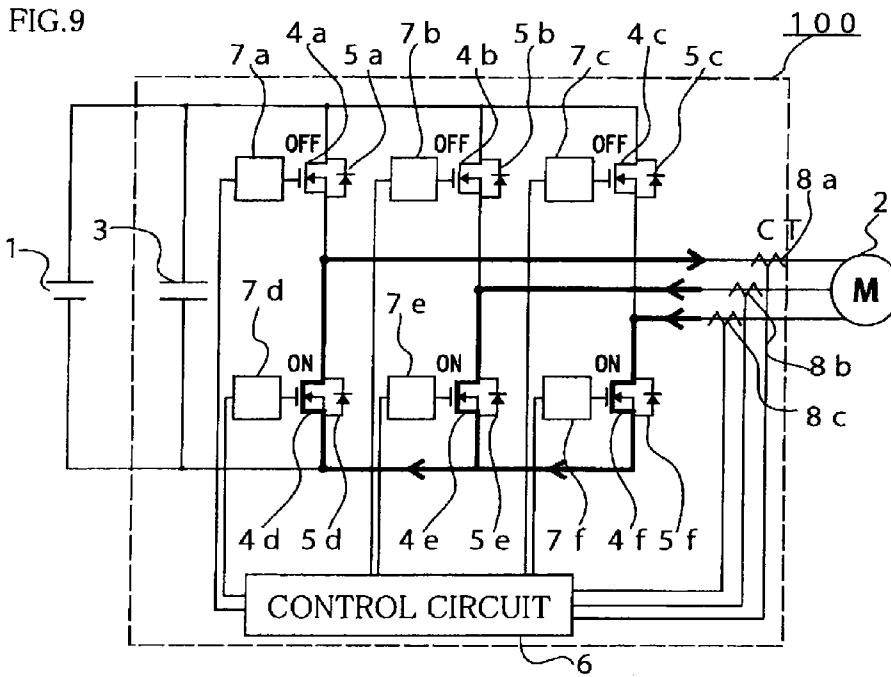 FIG.9
100
7a 4a 5a 7b 4b 5b 7c 4c 5c
OFF OFF OFF
8a
2
CT
1 3
M
7d 7e
ON ON ON
8b
8c
4d 5d 4e 5e 7f 4f 5f
CONTROL CIRCUIT
6